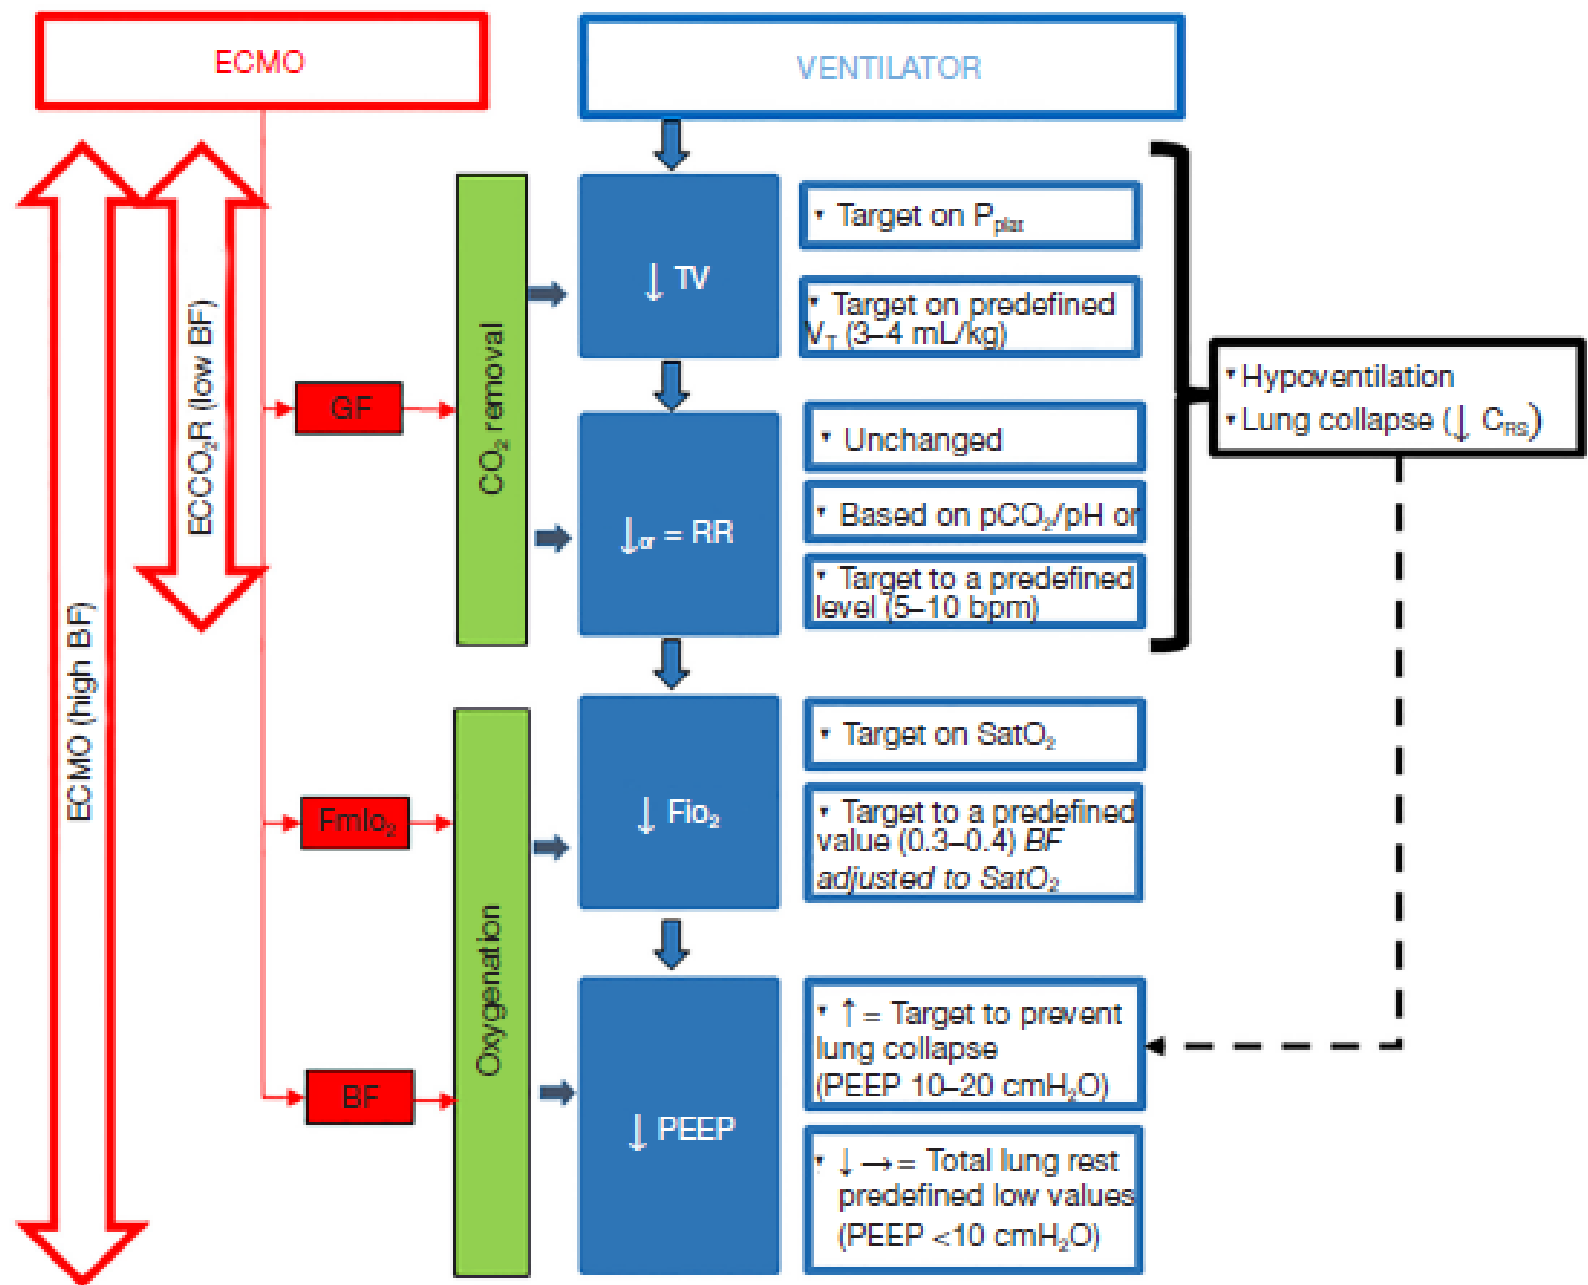 ECMO
VENTILATOR
ECMO (high BF)
ECCO₂R (low BF)
GF
CO₂ removal
↓ TV
▾ Target on Pplat
▾ Target on predefined
VT (3–4 mL/kg)
↓or = RR
▾ Unchanged
▾ Based on pCO₂/pH or
▾ Target to a predefined
level (5–10 bpm)
▾ Hypoventilation
▾ Lung collapse (↓ CRS)
FmIo₂
Oxygenation
↓ Fio₂
▾ Target on SatO₂
▾ Target to a predefined
value (0.3–0.4) BF
adjusted to SatO₂
BF
↓ PEEP
▾ ↑ = Target to prevent
lung collapse
(PEEP 10–20 cmH₂O)
▾ ↓ → = Total lung rest
predefined low values
(PEEP <10 cmH₂O)